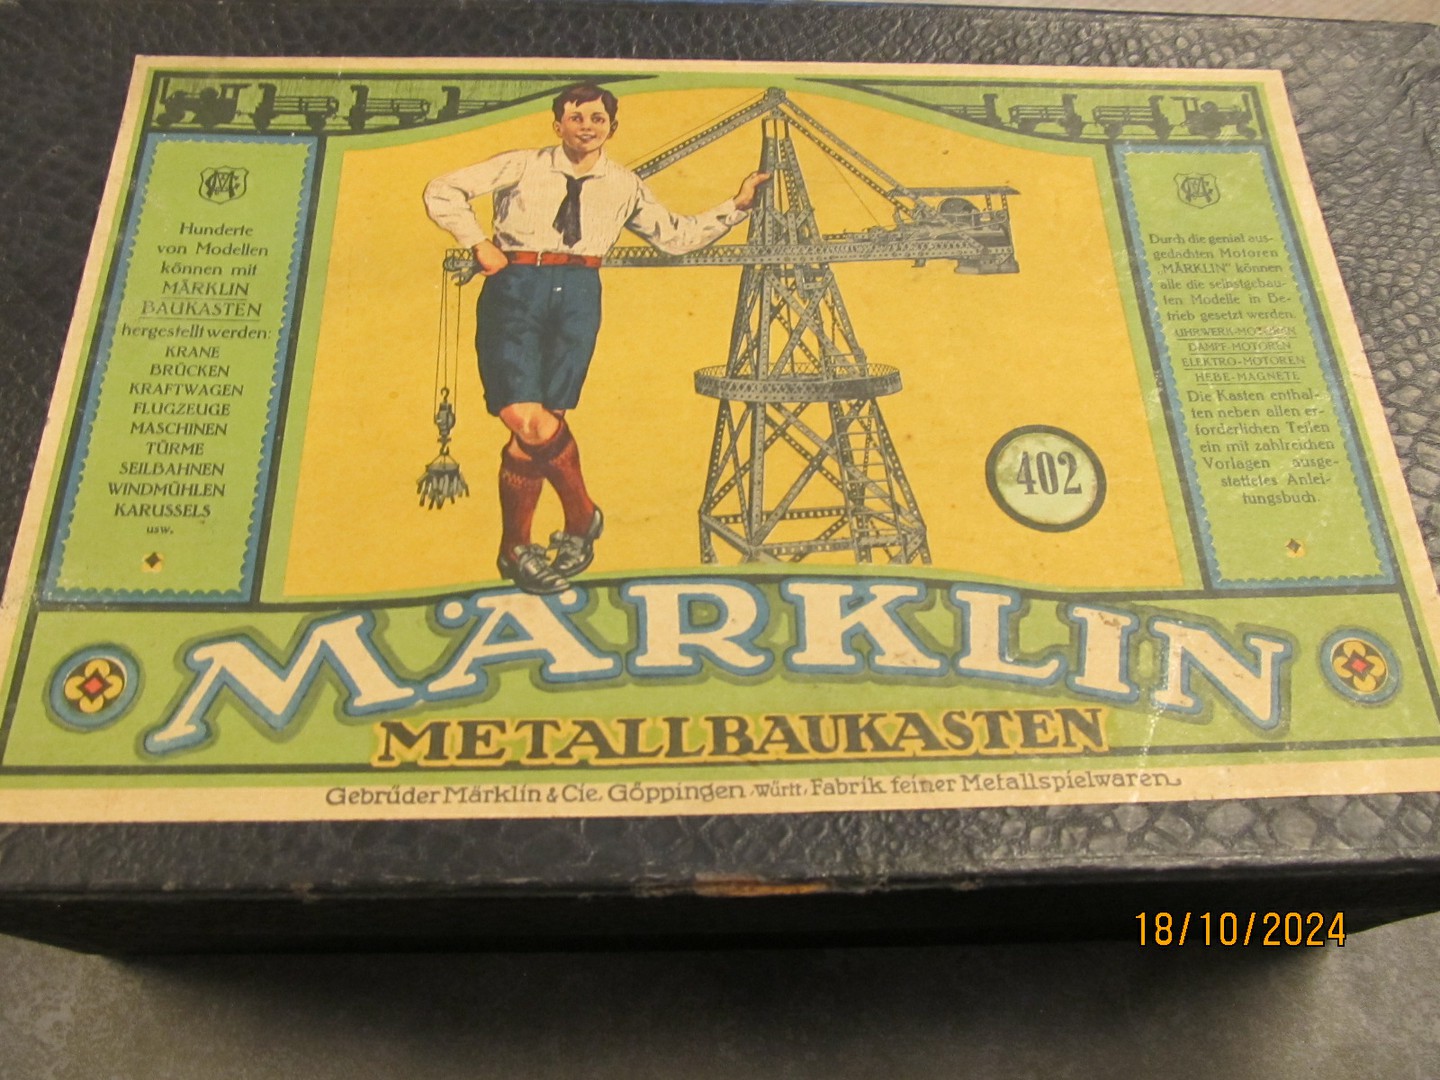 Hunderte
von Modellen
können mit
MÄRKLIN
BAUKASTEN
hergestellt werden:
KRANE
BRÜCKEN
KRAFTWAGEN
FLUGZEUGE
MASCHINEN
TÜRME
SEILBAHNEN
WINDMÜHLEN
KARUSSELS
usw.
Durch die genial aus-
gedachten Motoren
„MÄRKLIN" können
alle die selbstgebau-
ten Modelle in Be-
trieb gesetzt werden.
UHRWERK-MOTOREN
DAMPF-MOTOREN
ELEKTRO-MOTOREN
HEBE-MAGNETE
Die Kasten enthal-
ten neben allen er-
forderlichen Teilen
ein mit zahlreichen
Vorlagen ausge-
stattetes Anlei-
tungsbuch.
402
MÄRKLIN
METALLBAUKASTEN
Gebrüder Märklin & Cie. Göppingen, Württ., Fabrik feiner Metallspielwaren
18/10/2024